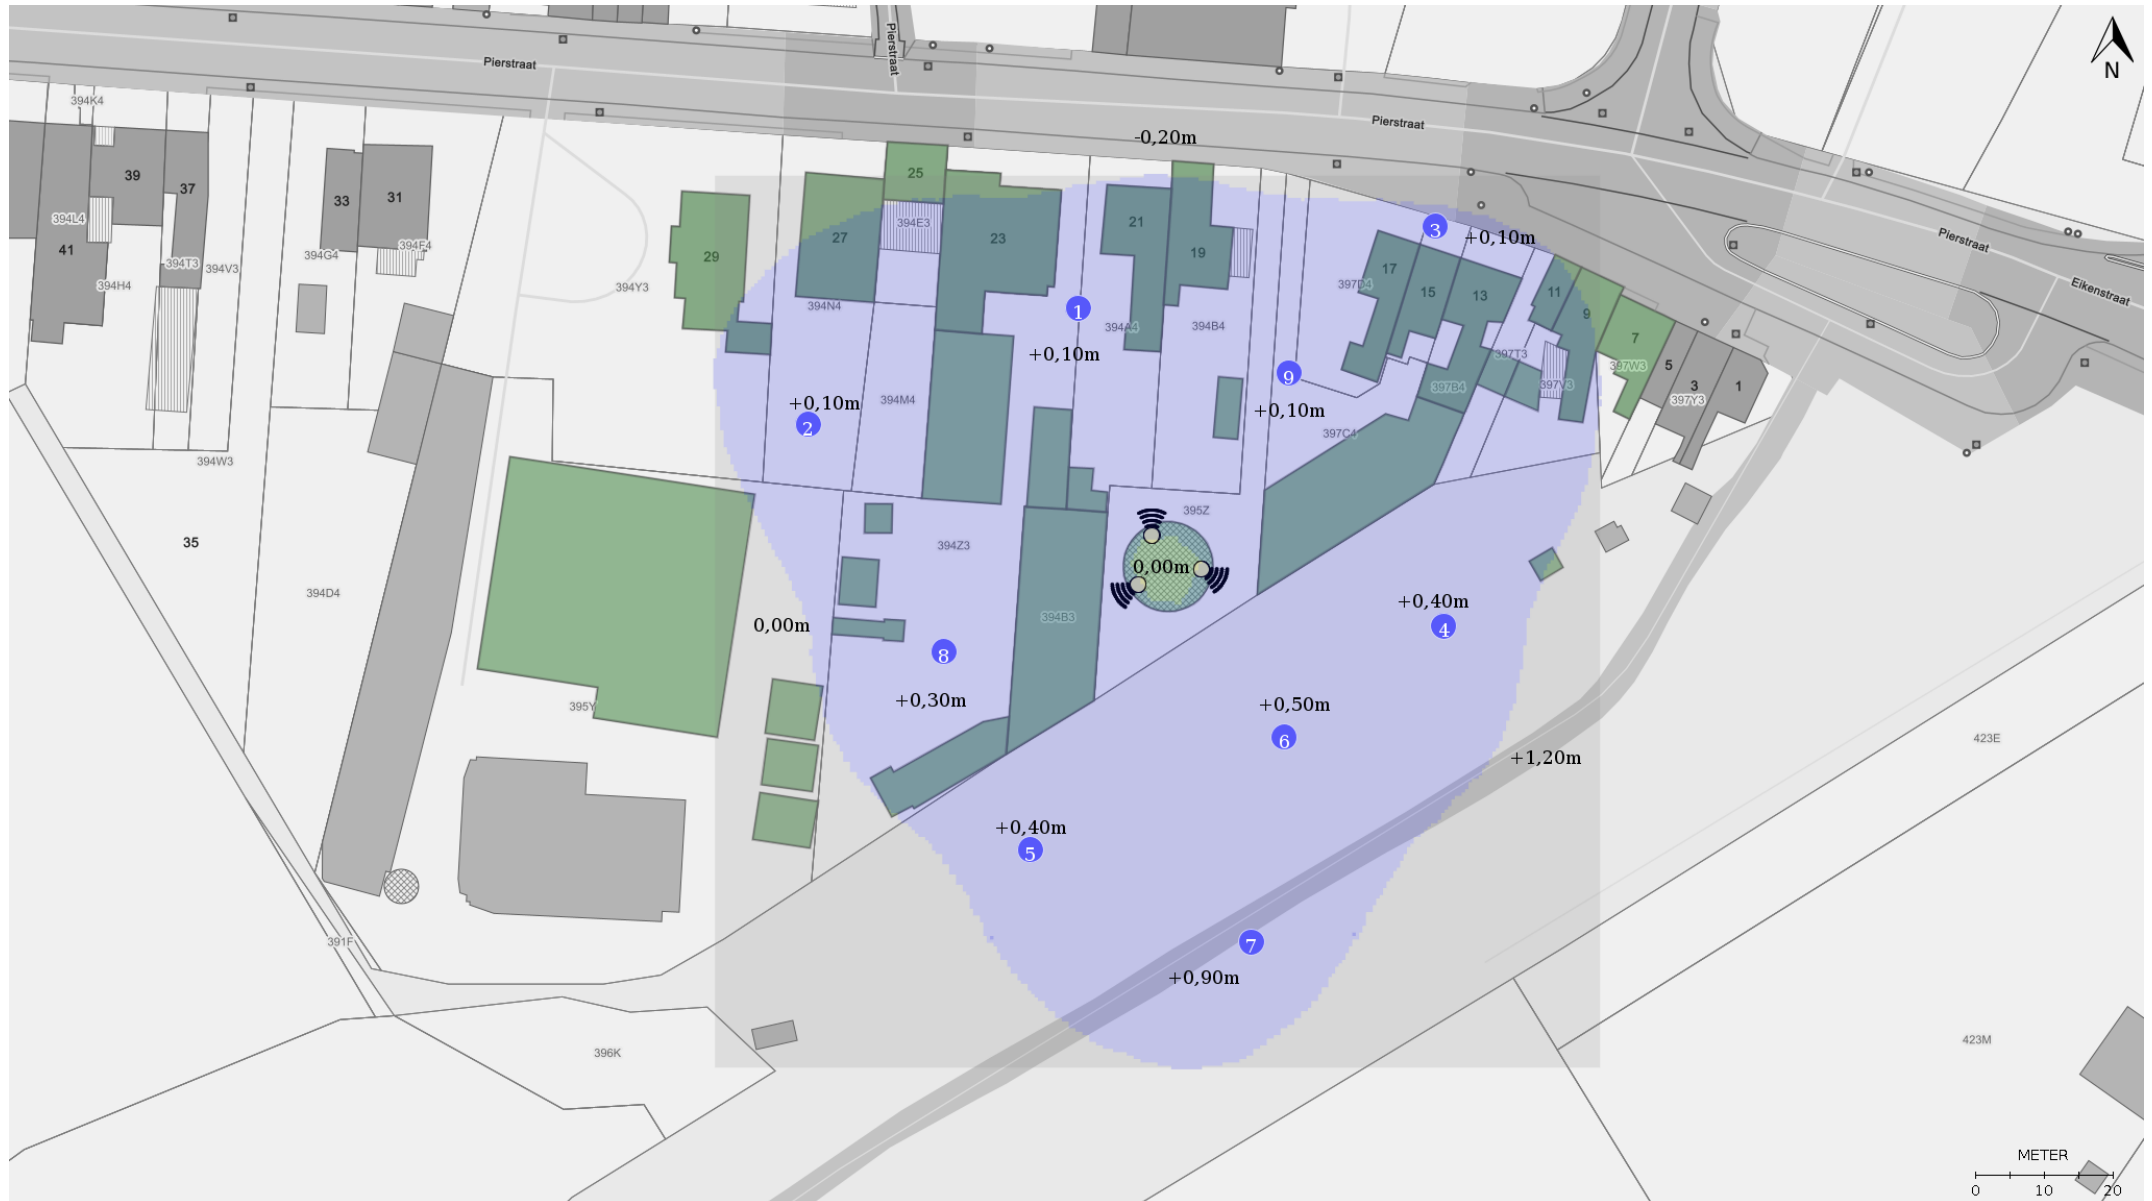 Pierstraat
Pierstraat
Pierstraat
Pierstraat
Eikenstraat
N
-0,20m
394K4
39
37
33
31
25
394L4
41
394T3
394V3
394G4
394F4
394H4
394Y3
29
27
394E3
23
21
19
3
+0,10m
17
397D4
15
13
11
9
7
397W3
5
3
1
397Y3
394N4
1
394A4
394B4
+0,10m
397T3
9
397B4
397V3
+0,10m
2
394M4
+0,10m
397C4
394W3
35
394D4
394Z3
395Z
0,00m
394B3
0,00m
+0,40m
4
8
+0,30m
395Y
+0,50m
6
+1,20m
423E
+0,40m
5
391F
7
+0,90m
396K
423M
METER
0 10 20